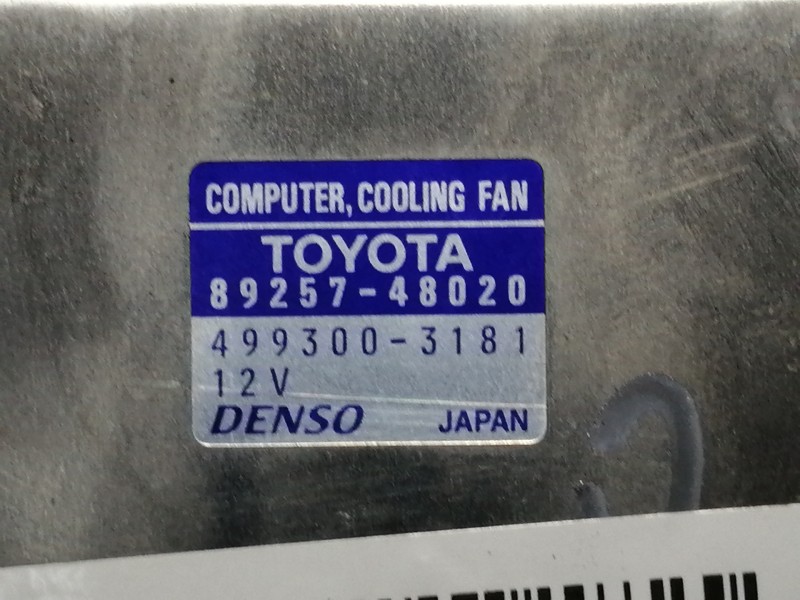 COMPUTER, COOLING FAN
TOYOTA
89257-48020
499300-3181
12V
DENSO JAPAN